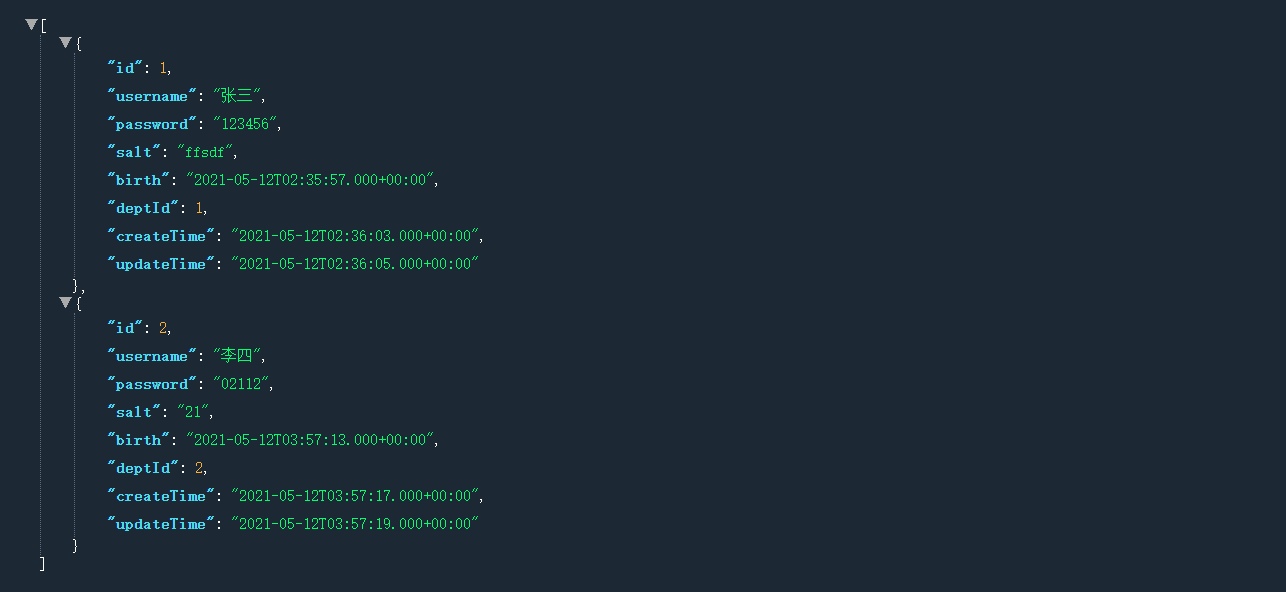 [
{
"id": 1,
"username": "张三",
"password": "123456",
"salt": "ffsdf",
"birth": "2021-05-12T02:35:57.000+00:00",
"deptId": 1,
"createTime": "2021-05-12T02:36:03.000+00:00",
"updateTime": "2021-05-12T02:36:05.000+00:00"
},
{
"id": 2,
"username": "李四",
"password": "02112",
"salt": "21",
"birth": "2021-05-12T03:57:13.000+00:00",
"deptId": 2,
"createTime": "2021-05-12T03:57:17.000+00:00",
"updateTime": "2021-05-12T03:57:19.000+00:00"
}
]